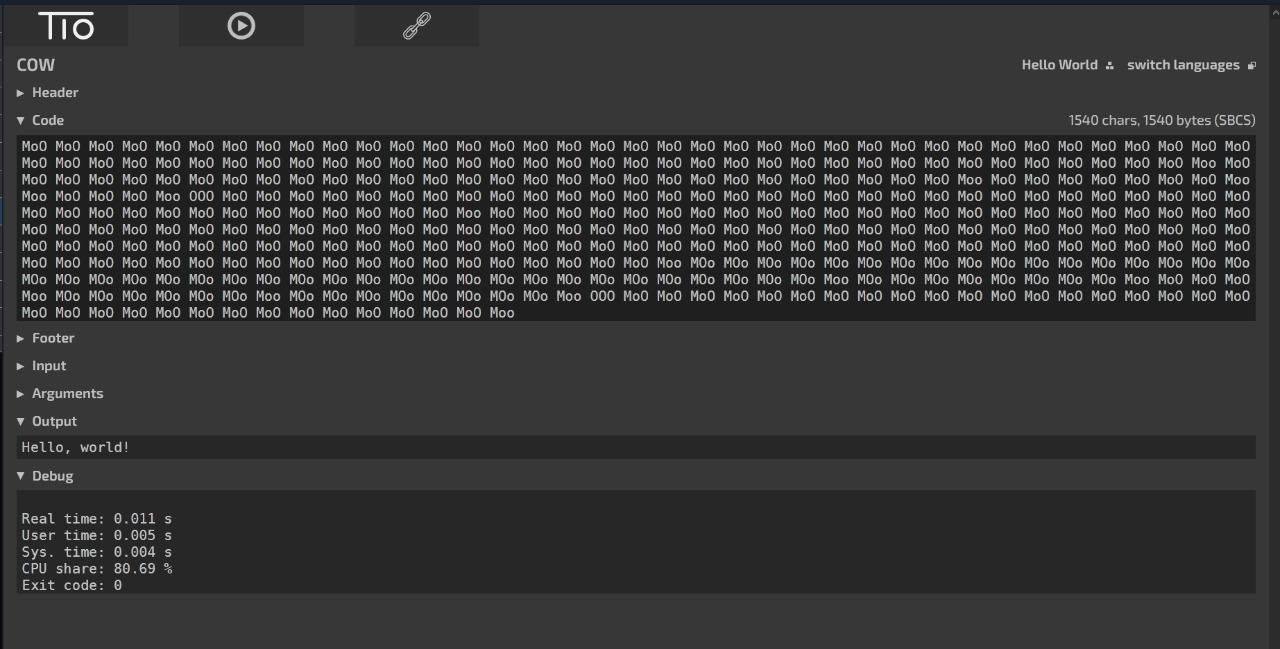 TIO
COW
Hello World switch languages
▶ Header
▼ Code 1540 chars, 1540 bytes (SBCS)
MoO MoO MoO MoO MoO MoO MoO MoO MoO MoO MoO MoO MoO MoO MoO MoO MoO MoO MoO MoO MoO MoO MoO MoO MoO MoO MoO MoO MoO MoO MoO MoO MoO MoO MoO MoO MoO
MoO MoO MoO MoO MoO MoO MoO MoO MoO MoO MoO MoO MoO MoO MoO MoO MoO MoO MoO MoO MoO MoO MoO MoO MoO MoO MoO MoO MoO MoO MoO MoO MoO MoO MoO Moo MoO
MoO MoO MoO MoO MoO MoO MoO MoO MoO MoO MoO MoO MoO MoO MoO MoO MoO MoO MoO MoO MoO MoO MoO MoO MoO MoO MoO MoO Moo MoO MoO MoO MoO MoO MoO MoO Moo
Moo MoO MoO MoO Moo OOO MoO MoO MoO MoO MoO MoO MoO MoO MoO MoO MoO MoO MoO MoO MoO MoO MoO MoO MoO MoO MoO MoO MoO MoO MoO MoO MoO MoO MoO MoO MoO
MoO MoO MoO MoO MoO MoO MoO MoO MoO MoO MoO MoO MoO Moo MoO MoO MoO MoO MoO MoO MoO MoO MoO MoO MoO MoO MoO MoO MoO MoO MoO MoO MoO MoO MoO MoO MoO
MoO MoO MoO MoO MoO MoO MoO MoO MoO MoO MoO MoO MoO MoO MoO MoO MoO MoO MoO MoO MoO MoO MoO MoO MoO MoO MoO MoO MoO MoO MoO MoO MoO MoO MoO MoO MoO
MoO MoO MoO MoO MoO MoO MoO MoO MoO MoO MoO MoO MoO MoO MoO MoO MoO MoO MoO MoO MoO MoO MoO MoO MoO MoO MoO MoO MoO MoO MoO MoO MoO MoO MoO MoO MoO
MoO MoO MoO MoO MoO MoO MoO MoO MoO MoO MoO MoO MoO MoO MoO MoO MoO MoO MoO Moo MOo MOo MOo MOo MOo MOo MOo MOo MOo MOo MOo MOo MOo MOo MOo MOo MOo
MOo MOo MOo MOo MOo MOo MOo MOo MOo MOo MOo MOo MOo MOo MOo MOo MOo MOo MOo MOo MOo MOo MOo MOo Moo MOo MOo MOo MOo MOo MOo MOo MOo Moo MoO MoO MoO
Moo MOo MOo MOo MOo MOo MOo Moo MOo MOo MOo MOo MOo MOo MOo MOo Moo OOO MoO MoO MoO MoO MoO MoO MoO MoO MoO MoO MoO MoO MoO MoO MoO MoO MoO MoO MoO
MoO MoO MoO MoO MoO MoO MoO MoO MoO MoO MoO MoO MoO MoO Moo
▶ Footer
▶ Input
▶ Arguments
▼ Output
Hello, world!
▼ Debug
Real time: 0.011 s
User time: 0.005 s
Sys. time: 0.004 s
CPU share: 80.69 %
Exit code: 0